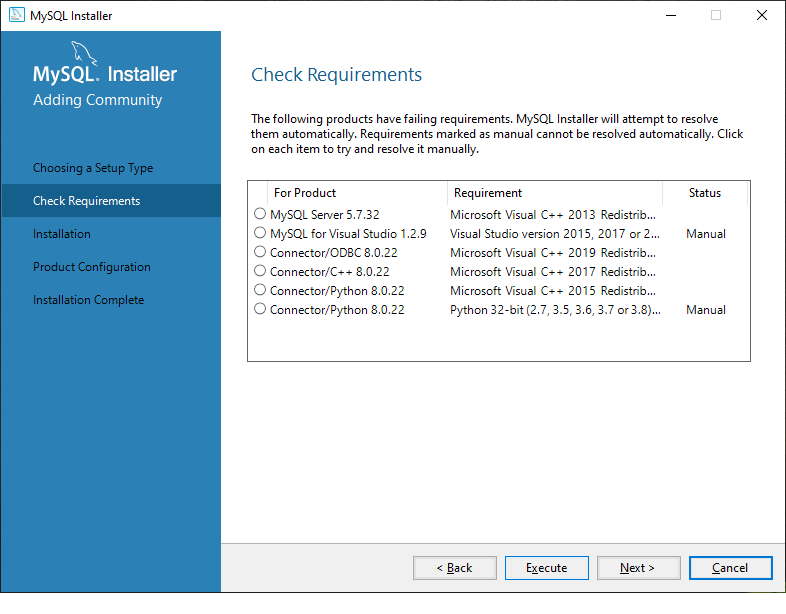 MySQL Installer
MySQL. Installer
Adding Community
Choosing a Setup Type
Check Requirements
Installation
Product Configuration
Installation Complete
Check Requirements
The following products have failing requirements. MySQL Installer will attempt to resolve
them automatically. Requirements marked as manual cannot be resolved automatically. Click
on each item to try and resolve it manually.
For Product Requirement Status
MySQL Server 5.7.32 Microsoft Visual C++ 2013 Redistrib...
MySQL for Visual Studio 1.2.9 Visual Studio version 2015, 2017 or 2... Manual
Connector/ODBC 8.0.22 Microsoft Visual C++ 2019 Redistrib...
Connector/C++ 8.0.22 Microsoft Visual C++ 2017 Redistrib...
Connector/Python 8.0.22 Microsoft Visual C++ 2015 Redistrib...
Connector/Python 8.0.22 Python 32-bit (2.7, 3.5, 3.6, 3.7 or 3.8)... Manual
< Back Execute Next > Cancel